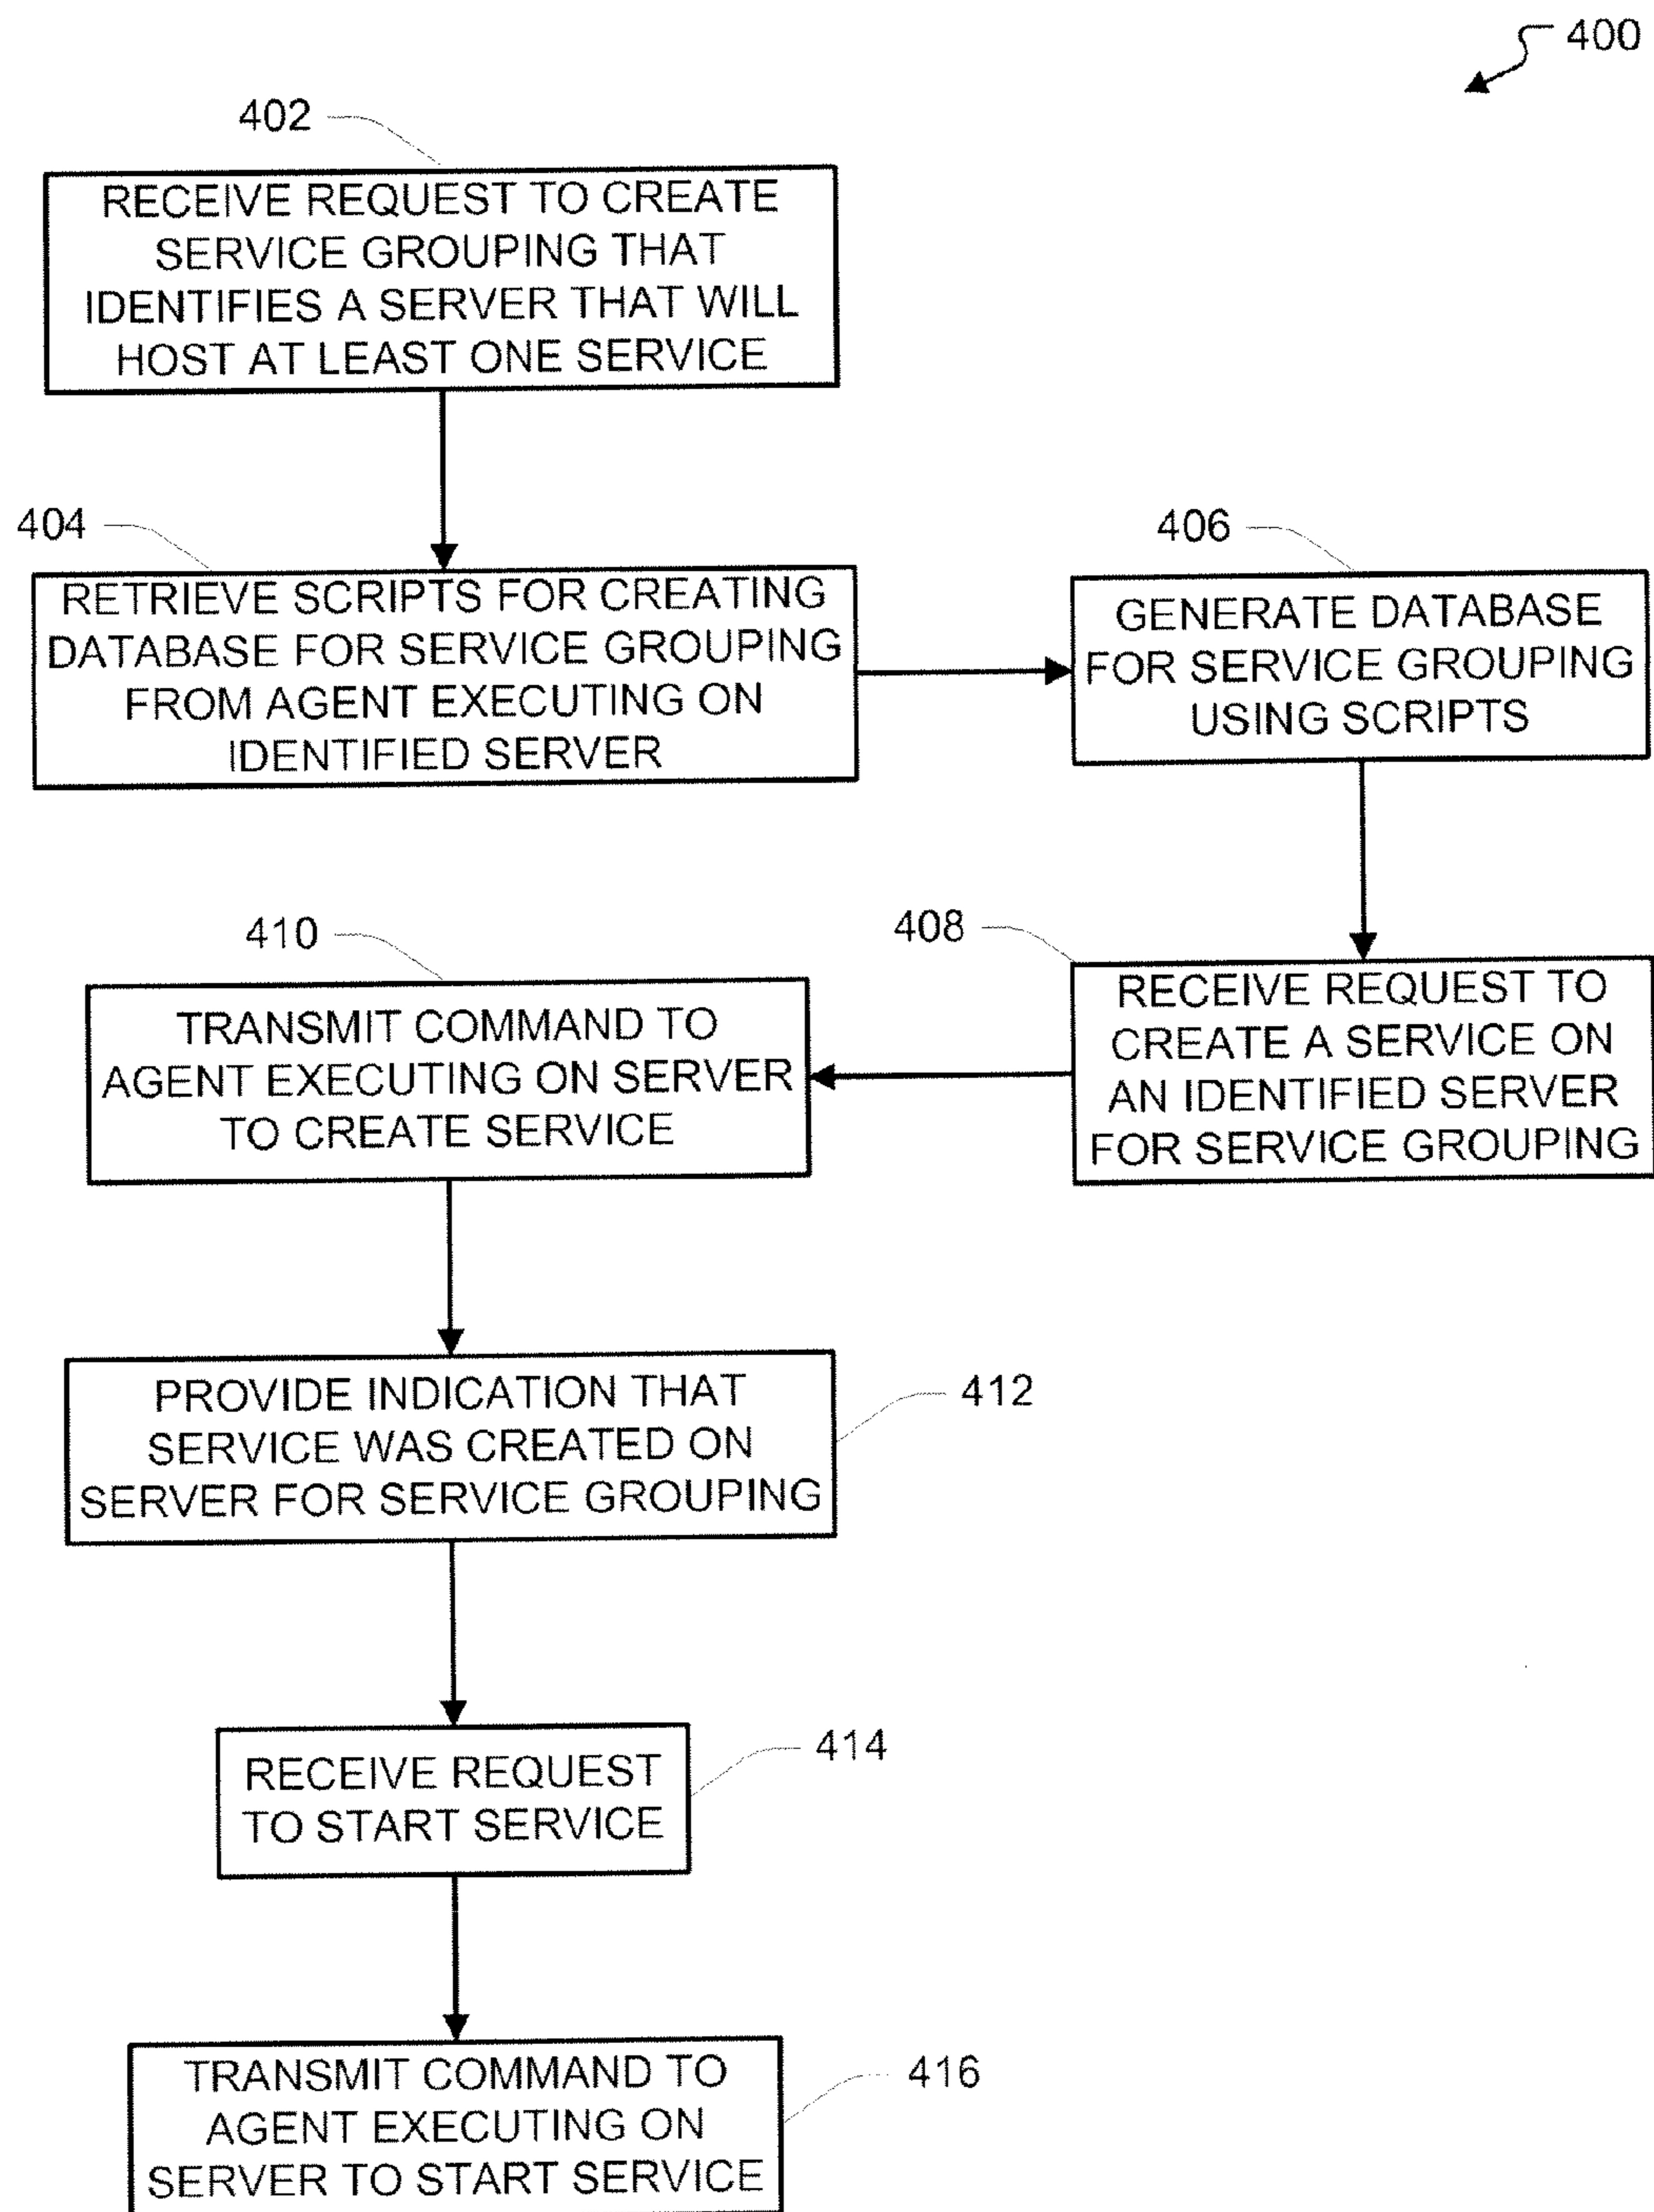 400
402
RECEIVE REQUEST TO CREATE
SERVICE GROUPING THAT
IDENTIFIES A SERVER THAT WILL
HOST AT LEAST ONE SERVICE
404
RETRIEVE SCRIPTS FOR CREATING
DATABASE FOR SERVICE GROUPING
FROM AGENT EXECUTING ON
IDENTIFIED SERVER
406
GENERATE DATABASE
FOR SERVICE GROUPING
USING SCRIPTS
408
RECEIVE REQUEST TO
CREATE A SERVICE ON
AN IDENTIFIED SERVER
FOR SERVICE GROUPING
410
TRANSMIT COMMAND TO
AGENT EXECUTING ON SERVER
TO CREATE SERVICE
412
PROVIDE INDICATION THAT
SERVICE WAS CREATED ON
SERVER FOR SERVICE GROUPING
414
RECEIVE REQUEST
TO START SERVICE
416
TRANSMIT COMMAND TO
AGENT EXECUTING ON
SERVER TO START SERVICE